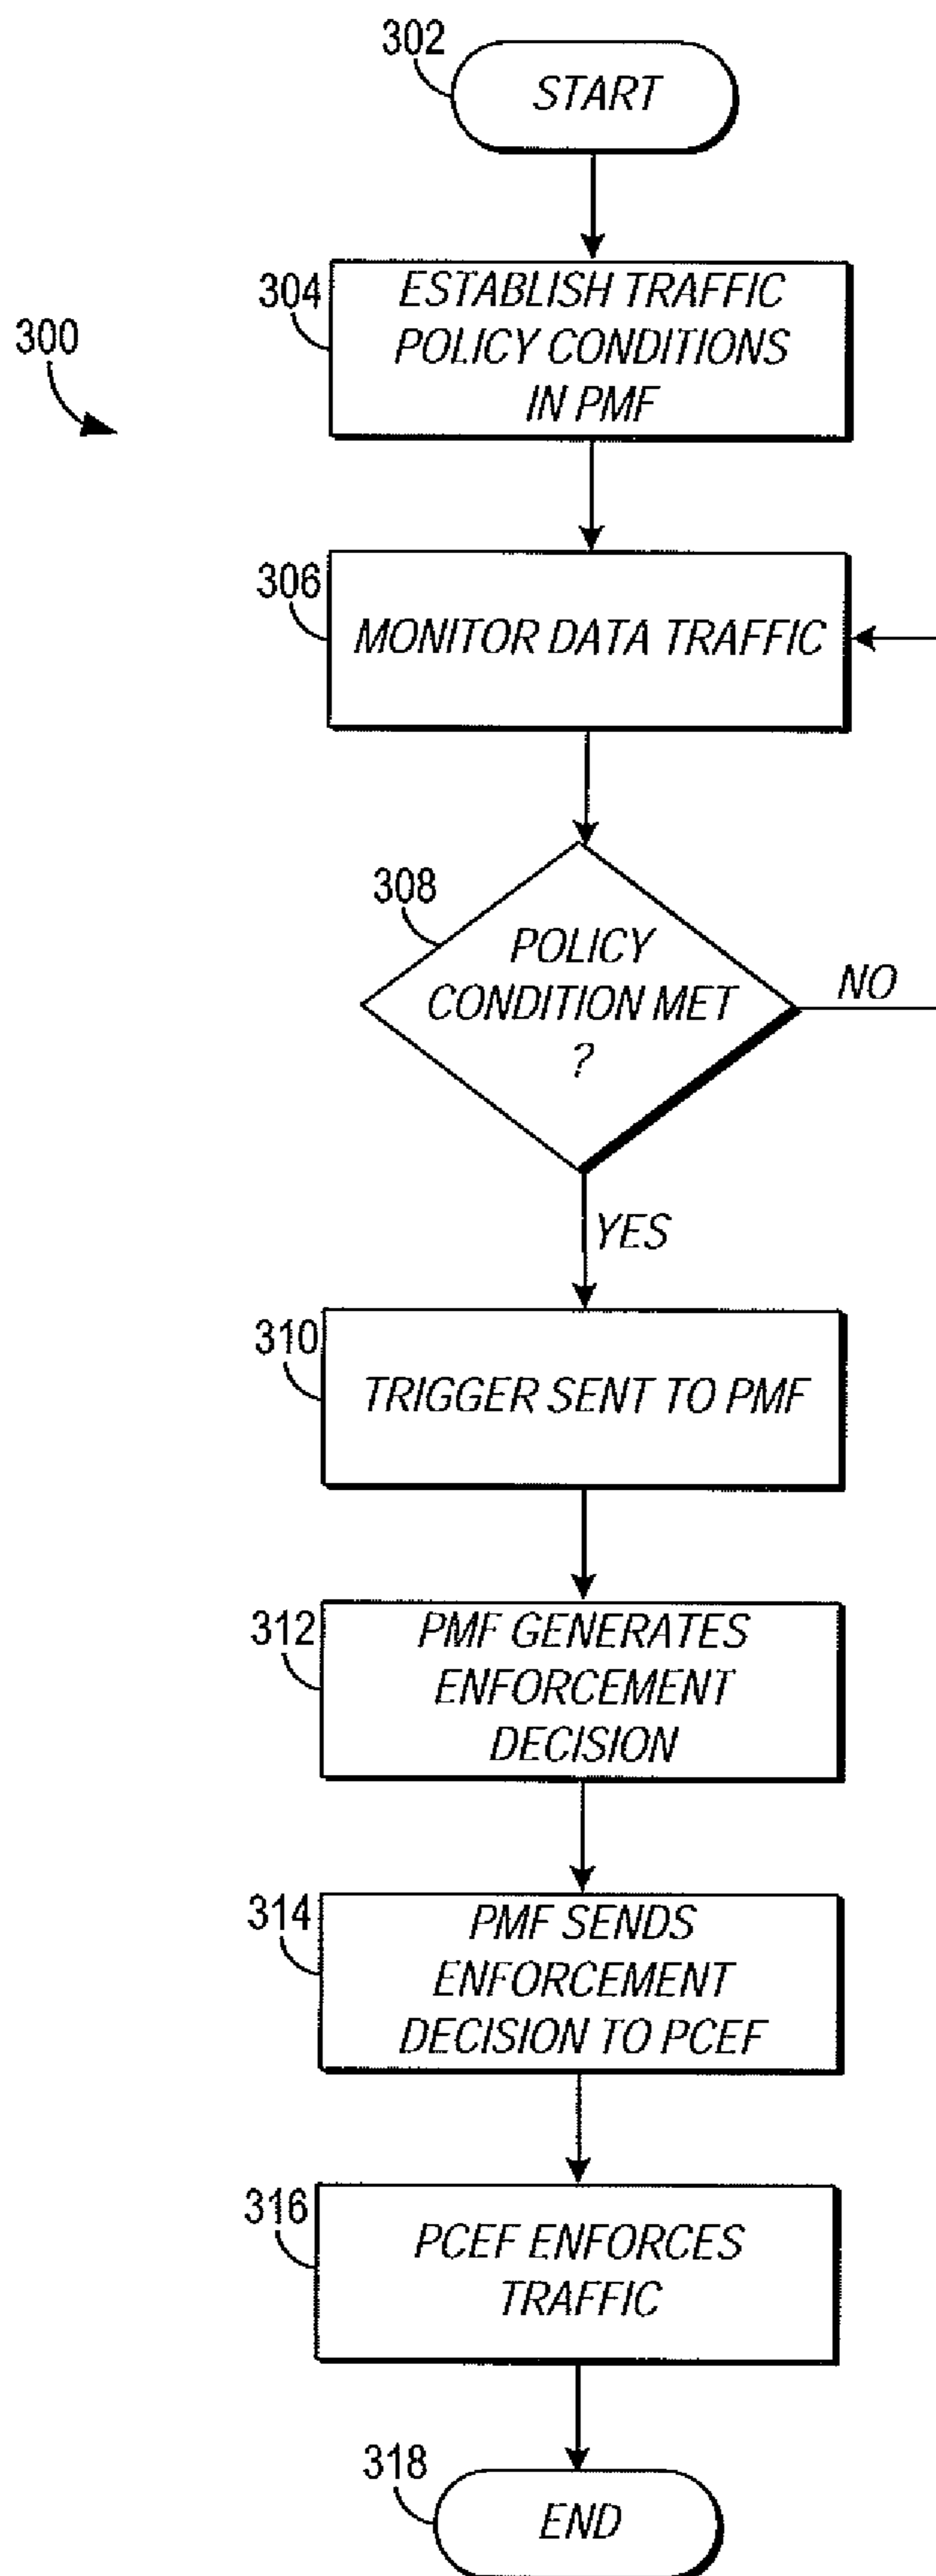 302
START
304
ESTABLISH TRAFFIC
POLICY CONDITIONS
IN PMF
300
306
MONITOR DATA TRAFFIC
308
POLICY
CONDITION MET
?
NO
YES
310
TRIGGER SENT TO PMF
312
PMF GENERATES
ENFORCEMENT
DECISION
314
PMF SENDS
ENFORCEMENT
DECISION TO PCEF
316
PCEF ENFORCES
TRAFFIC
318
END